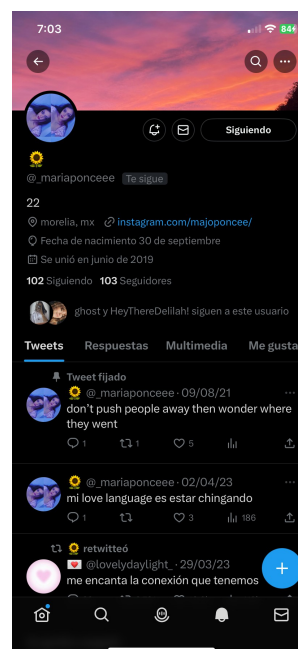 7:03
84
Siguiendo
🌻
@_mariaponceee Te sigue
22
morelia, mx instagram.com/majoponcee/
Fecha de nacimiento 30 de septiembre
Se unió en junio de 2019
102 Siguiendo 103 Seguidores
ghost y HeyThereDelilah! siguen a este usuario
Tweets Respuestas Multimedia Me gusta
Tweet fijado
🌻 @_mariaponceee · 09/08/21
don't push people away then wonder where
they went
1 1 5
🌻 @_mariaponceee · 02/04/23
mi love language es estar chingando
1 3 186
🌻 retwitteó
💌 @lovelydaylight_ · 29/03/23
me encanta la conexión que tenemos